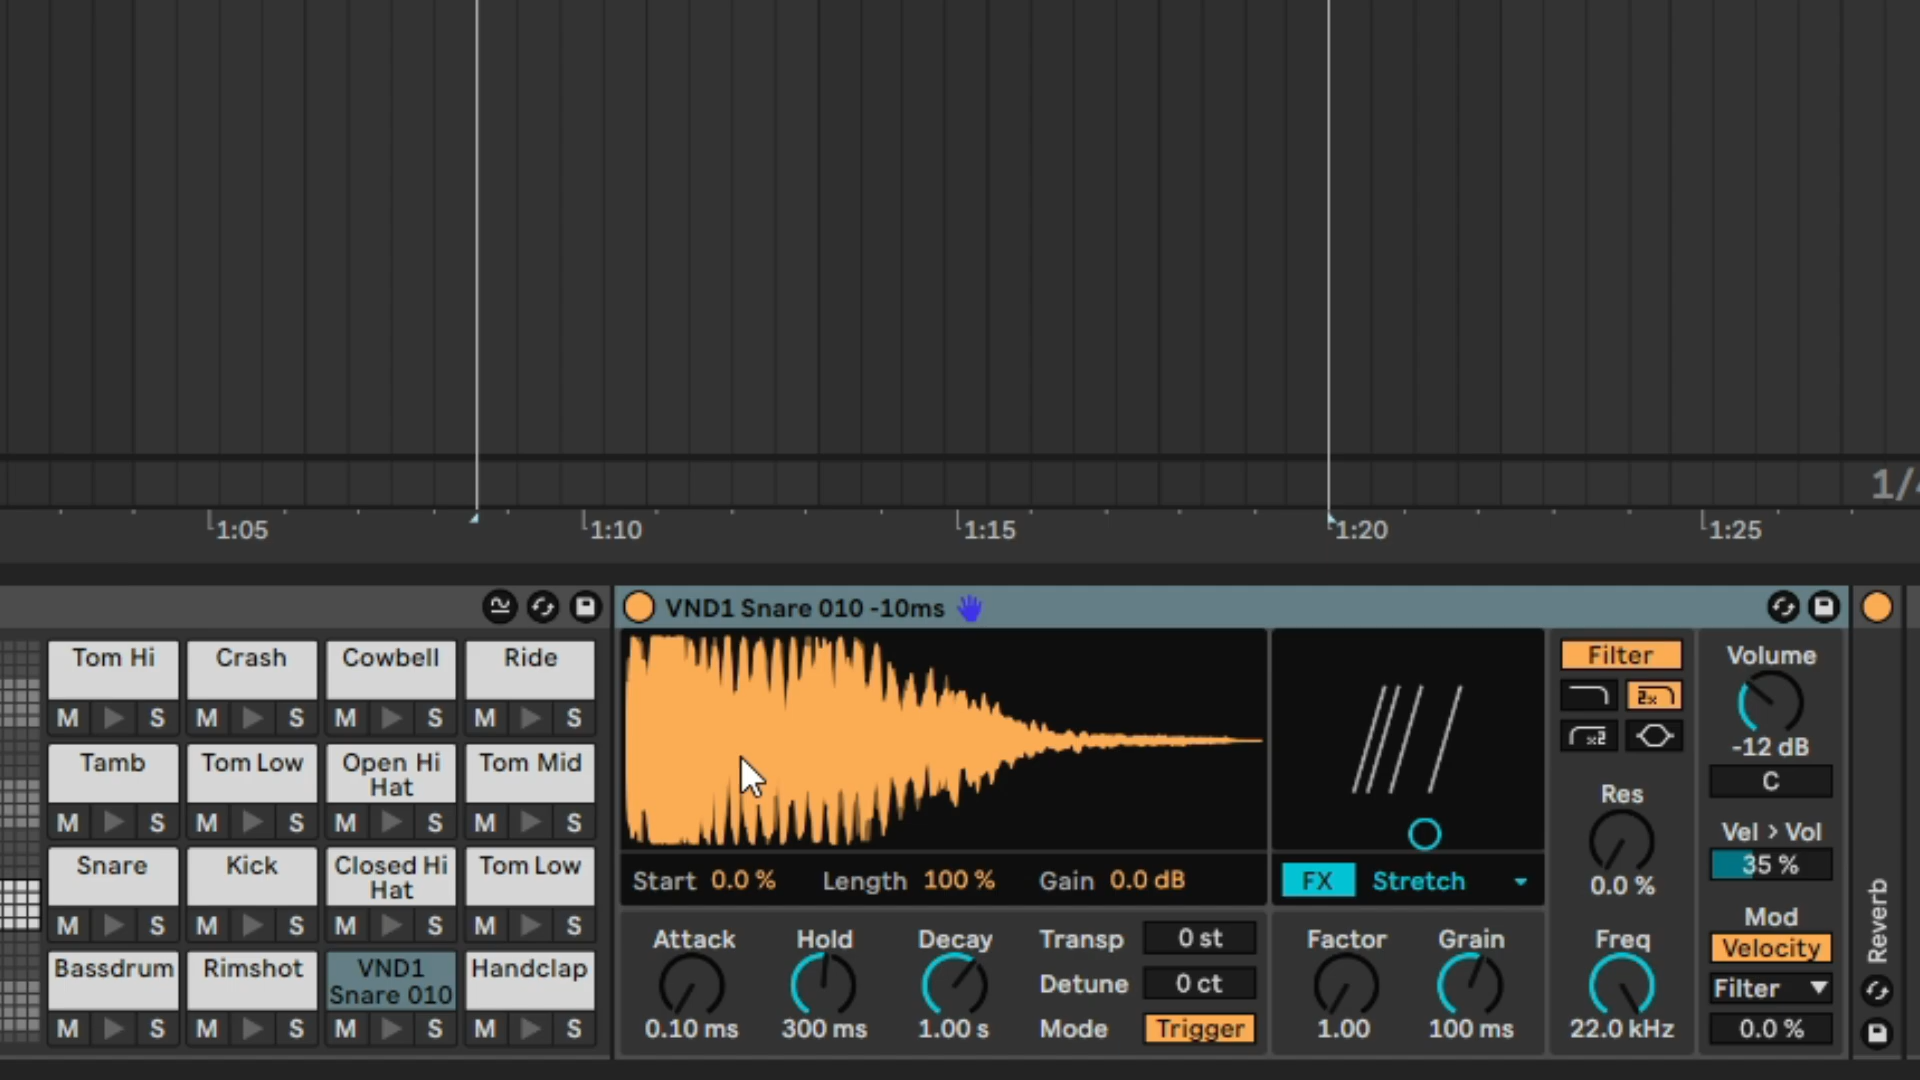 1/4
1:05
1:10
1:15
1:20
1:25
VND1 Snare 010 -10ms
Tom Hi
Crash
Cowbell
Ride
M S M S M S M S
Tamb
Tom Low
Open Hi
Hat
Tom Mid
M S M S M S M S
Snare
Kick
Closed Hi
Hat
Tom Low
M S M S M S M S
Bassdrum
Rimshot
VND1
Snare 010
Handclap
M S M S M S M S
Start 0.0 %
Length 100 %
Gain 0.0 dB
Attack
0.10 ms
Hold
300 ms
Decay
1.00 s
Transp 0 st
Detune 0 ct
Mode Trigger
FX Stretch
Factor
1.00
Grain
100 ms
Filter
2x
x2
Res
0.0 %
Freq
22.0 kHz
Volume
-12 dB
C
Vel > Vol
35 %
Mod
Velocity
Filter
0.0 %
Reverb